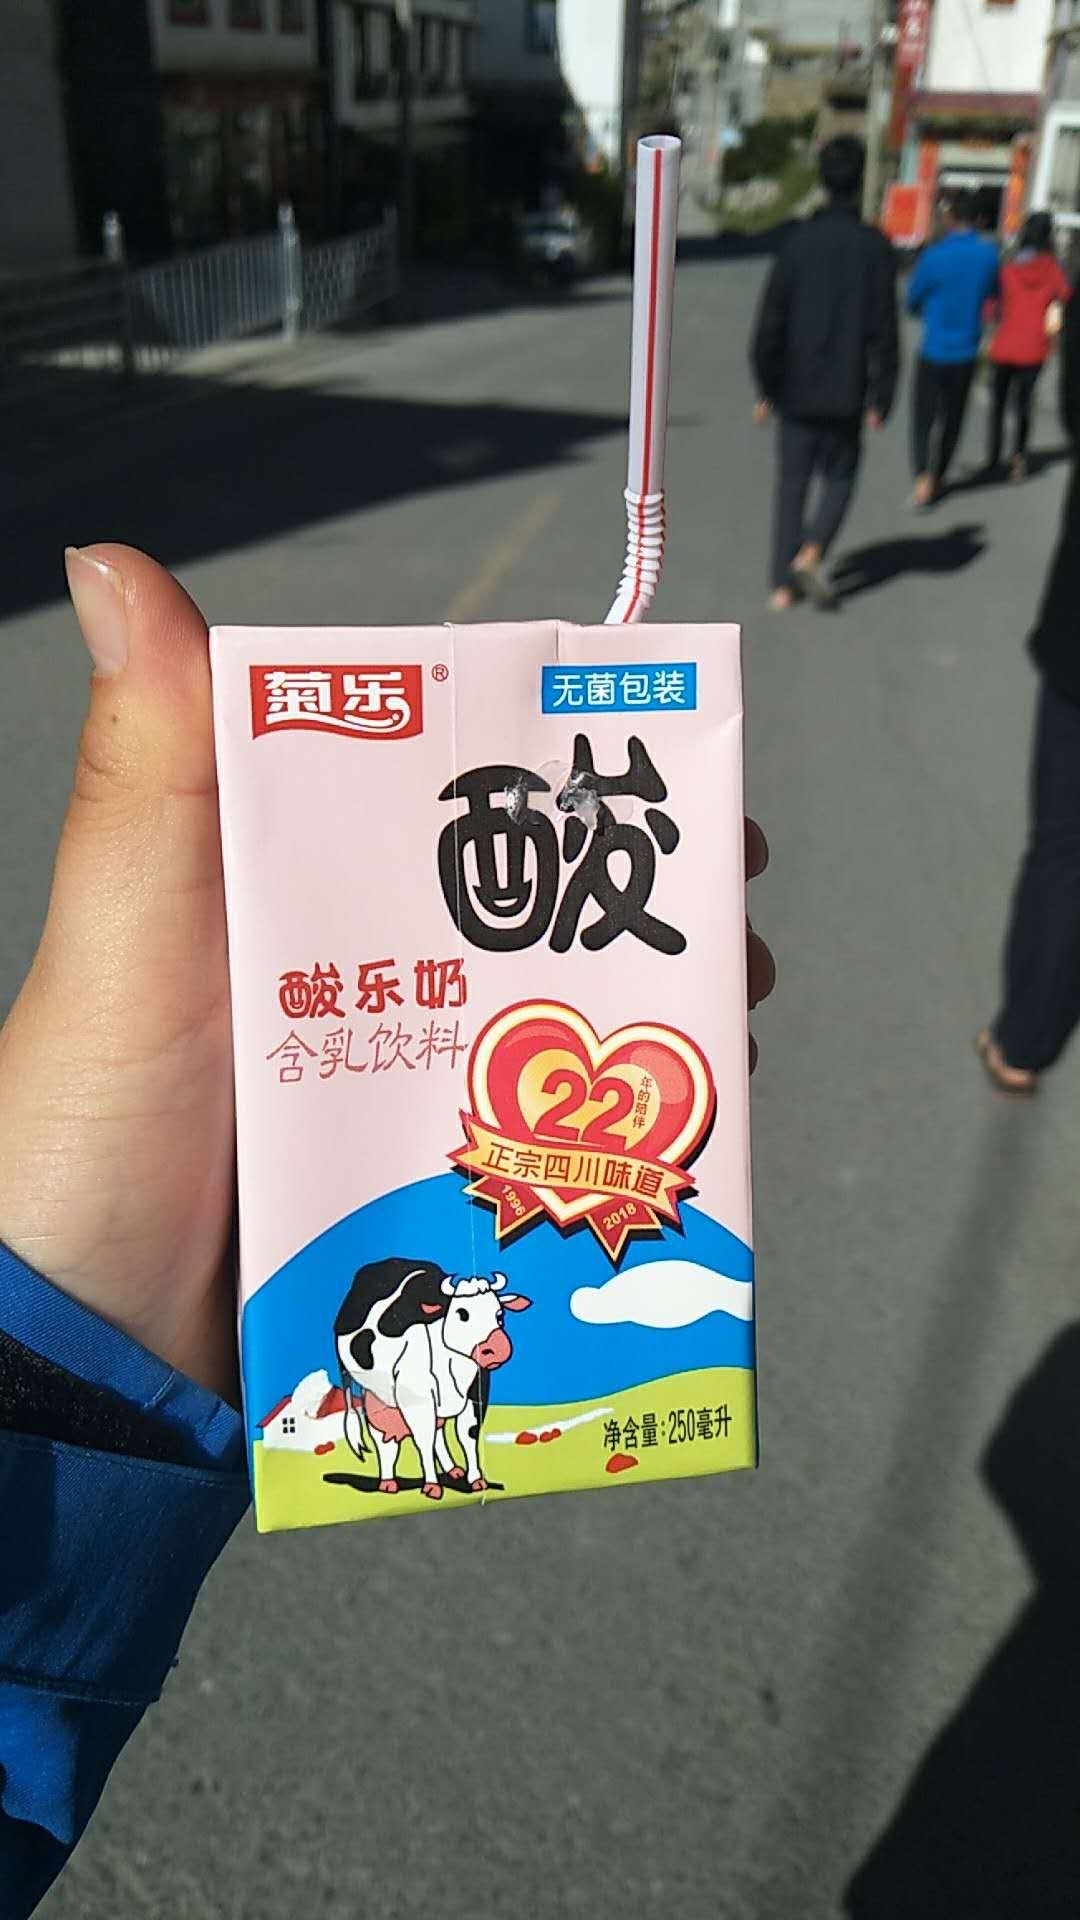 菊乐®
无菌包装
酸
酸乐奶
含乳饮料
22
年的陪伴
正宗四川味道
1996
2018
净含量:250毫升